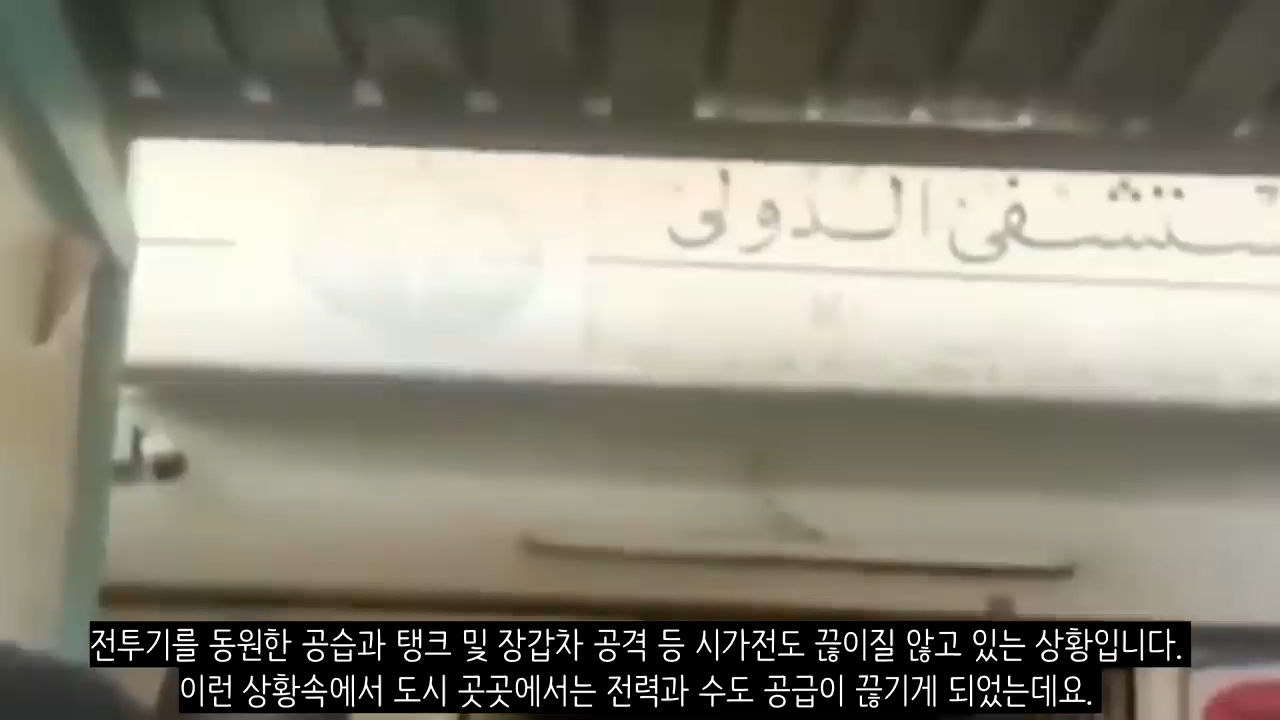 ستشفى الدولي
전투기를 동원한 공습과 탱크 및 장갑차 공격 등 시가전도 끊이질 않고 있는 상황입니다.
이런 상황속에서 도시 곳곳에서는 전력과 수도 공급이 끊기게 되었는데요.